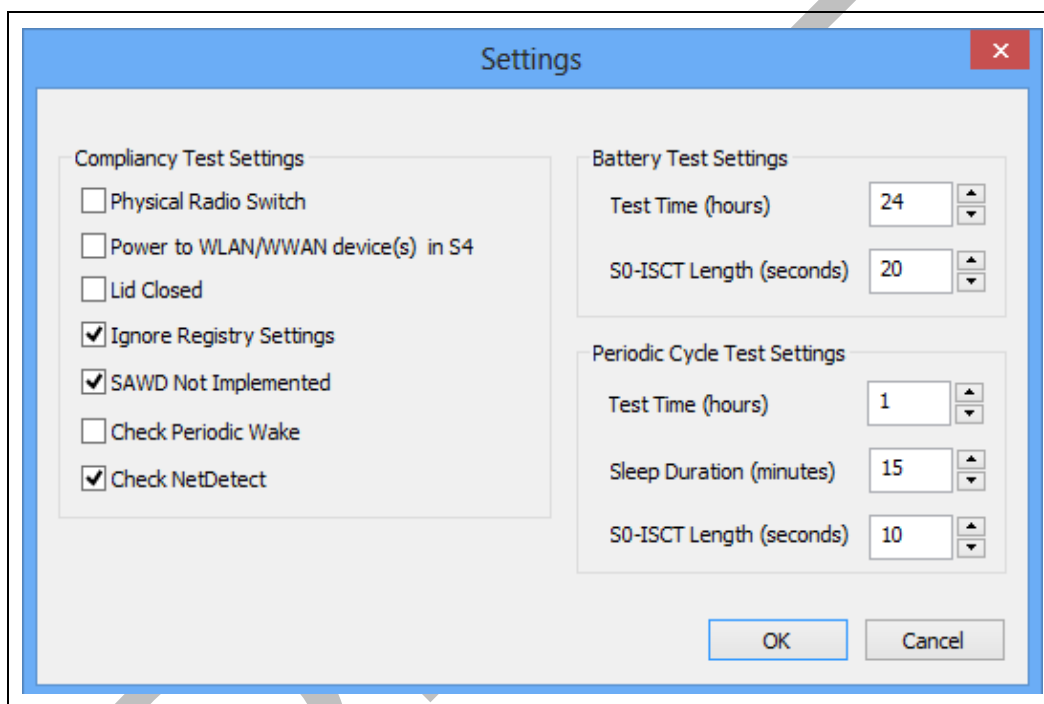 Settings
Compliancy Test Settings
Physical Radio Switch
Power to WLAN/WWAN device(s) in S4
Lid Closed
Ignore Registry Settings
SAWD Not Implemented
Check Periodic Wake
Check NetDetect
Battery Test Settings
Test Time (hours) 24
S0-ISCT Length (seconds) 20
Periodic Cycle Test Settings
Test Time (hours) 1
Sleep Duration (minutes) 15
S0-ISCT Length (seconds) 10
OK Cancel